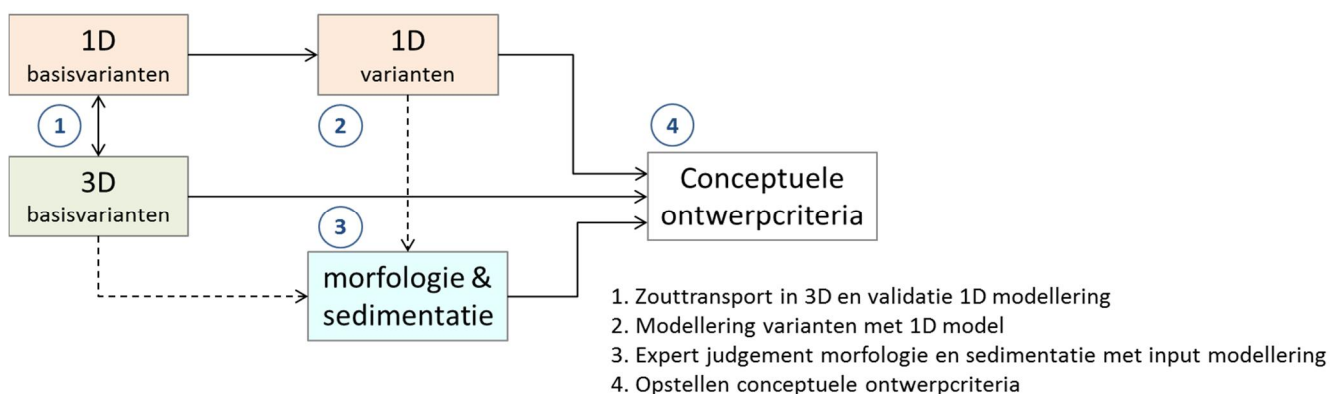 1D
basisvarianten
1D
varianten
1
2
4
3D
basisvarianten
Conceptuele
ontwerpcriteria
3
morfologie &
sedimentatie
1. Zouttransport in 3D en validatie 1D modellering
2. Modellering varianten met 1D model
3. Expert judgement morfologie en sedimentatie met input modellering
4. Opstellen conceptuele ontwerpcriteria